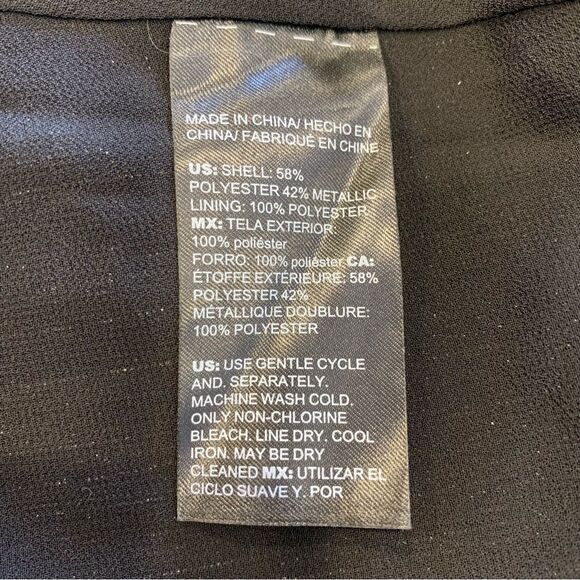 MADE IN CHINA/ HECHO EN
CHINA/ FABRIQUÉ EN CHINE
US: SHELL: 58%
POLYESTER 42% METALLIC
LINING: 100% POLYESTER
MX: TELA EXTERIOR:
100% poliéster
FORRO: 100% poliéster CA:
ÉTOFFE EXTÉRIEURE: 58%
POLYESTER 42%
MÉTALLIQUE DOUBLURE:
100% POLYESTER
US: USE GENTLE CYCLE
AND. SEPARATELY.
MACHINE WASH COLD.
ONLY NON-CHLORINE
BLEACH. LINE DRY. COOL
IRON. MAY BE DRY
CLEANED MX: UTILIZAR EL
CICLO SUAVE Y. POR